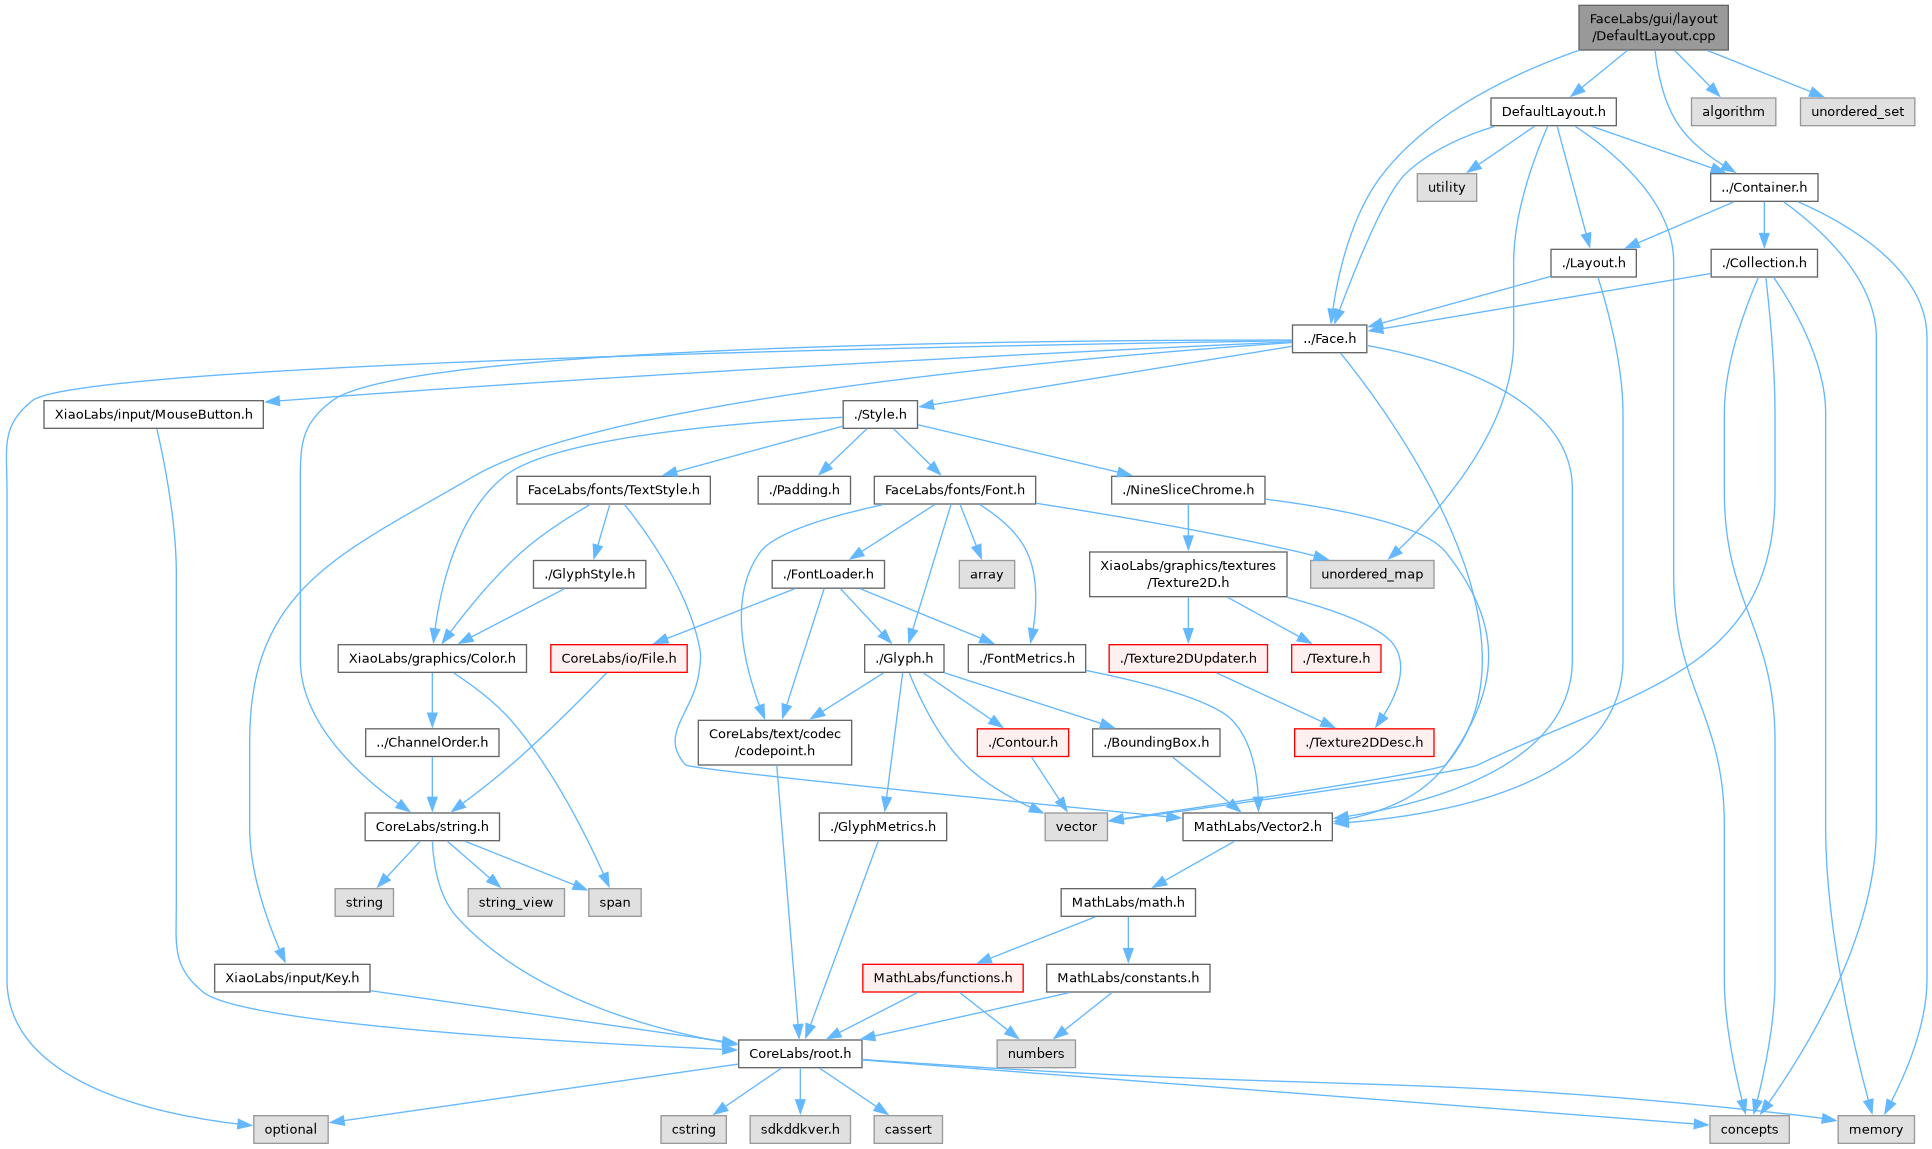 FaceLabs/gui/layout
/DefaultLayout.cpp
DefaultLayout.h
algorithm
unordered_set
utility
../Container.h
./Layout.h
./Collection.h
../Face.h
XiaoLabs/input/MouseButton.h
./Style.h
FaceLabs/fonts/TextStyle.h
./Padding.h
FaceLabs/fonts/Font.h
./NineSliceChrome.h
./GlyphStyle.h
./FontLoader.h
array
XiaoLabs/graphics/textures
/Texture2D.h
unordered_map
XiaoLabs/graphics/Color.h
CoreLabs/io/File.h
./Glyph.h
./FontMetrics.h
./Texture2DUpdater.h
./Texture.h
../ChannelOrder.h
CoreLabs/text/codec
/codepoint.h
./Contour.h
./BoundingBox.h
./Texture2DDesc.h
CoreLabs/string.h
./GlyphMetrics.h
vector
MathLabs/Vector2.h
string
string_view
span
MathLabs/math.h
XiaoLabs/input/Key.h
MathLabs/functions.h
MathLabs/constants.h
CoreLabs/root.h
numbers
optional
cstring
sdkddkver.h
cassert
concepts
memory